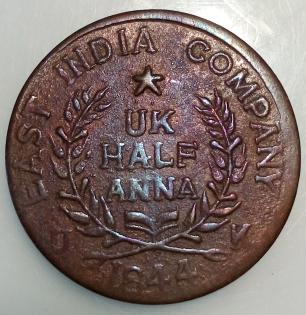 EAST INDIA COMPANY
UK
HALF
ANNA
1844